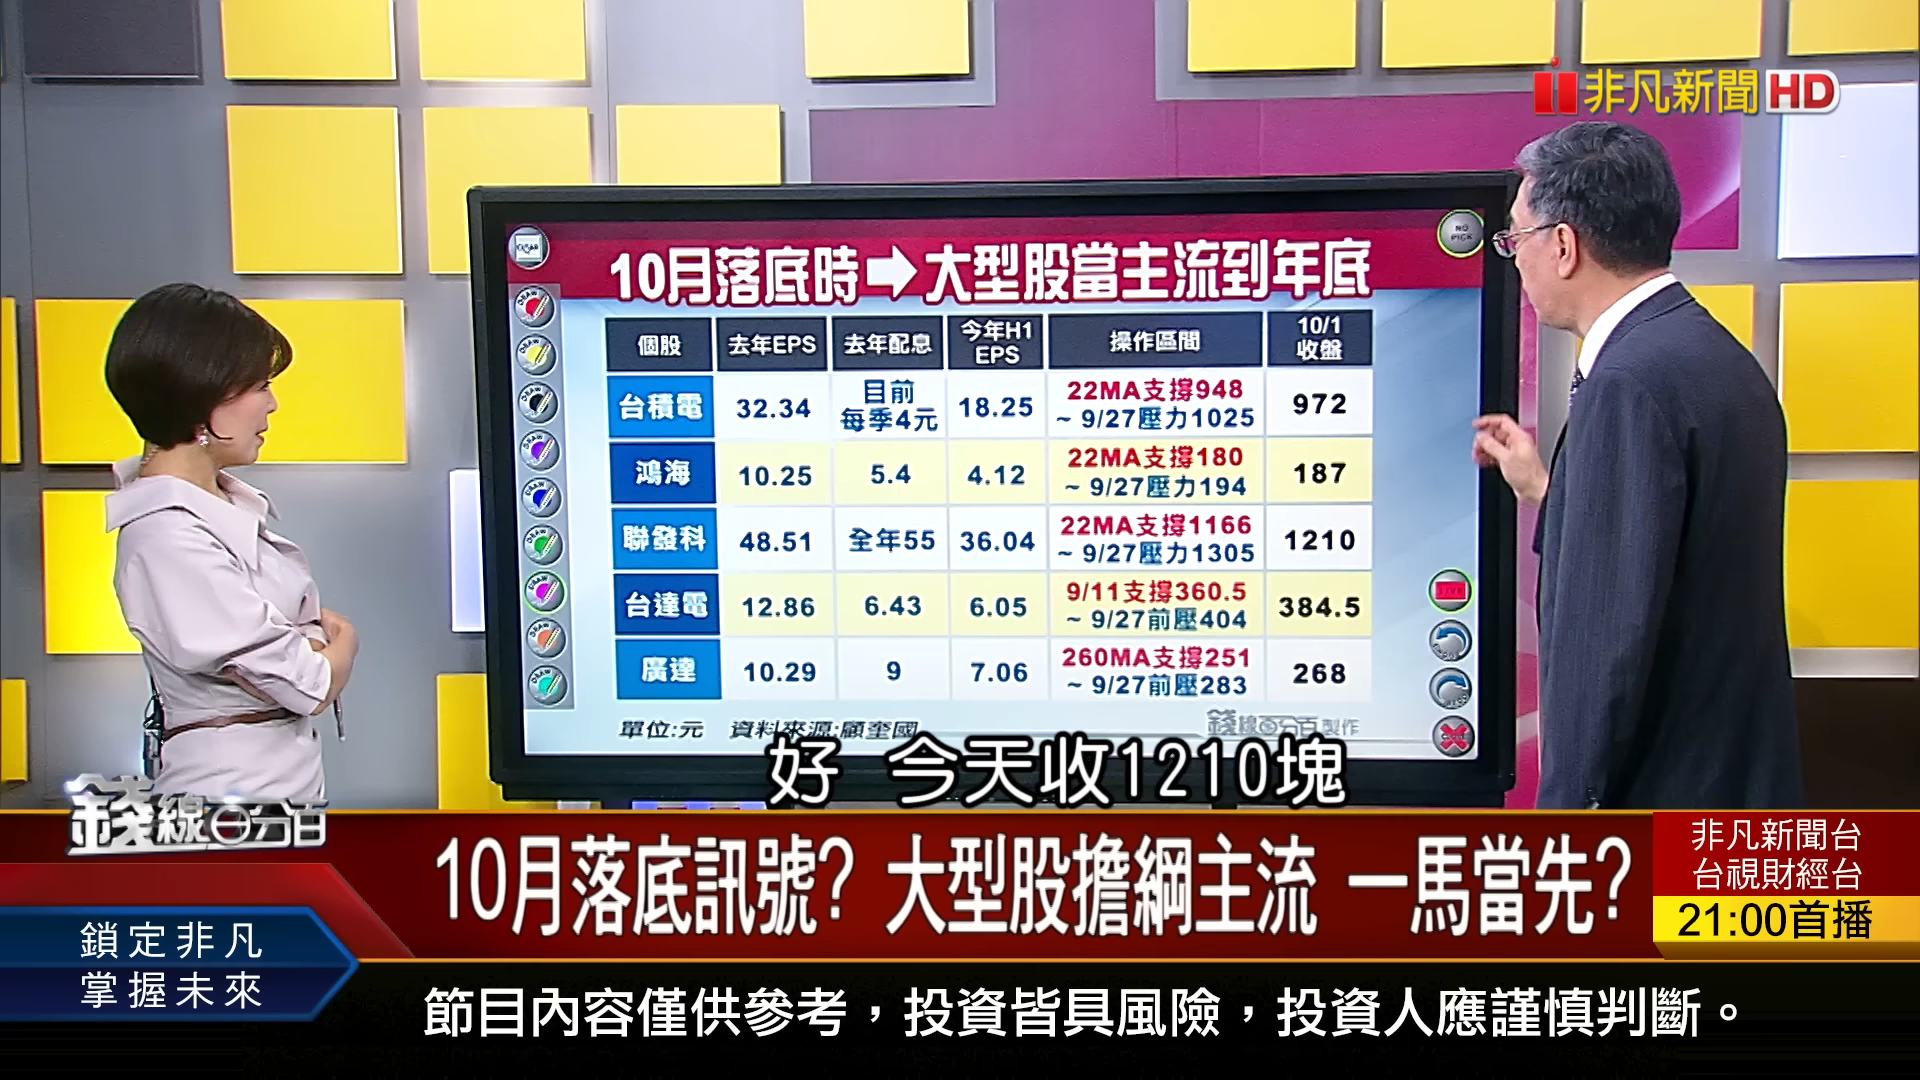 非凡新聞HD
NO PICK
10月落底時➡大型股當主流到年底
個股 去年EPS 去年配息 今年H1 EPS 操作區間 10/1 收盤
台積電 32.34 目前 每季4元 18.25 22MA支撐948 ~ 9/27壓力1025 972
鴻海 10.25 5.4 4.12 22MA支撐180 ~ 9/27壓力194 187
聯發科 48.51 全年55 36.04 22MA支撐1166 ~ 9/27壓力1305 1210
台達電 12.86 6.43 6.05 9/11支撐360.5 ~ 9/27前壓404 384.5
廣達 10.29 9 7.06 260MA支撐251 ~ 9/27前壓283 268
單位:元 資料來源:顧奎國 錢線百分百製作
好 今天收1210塊
錢線百分百
10月落底訊號? 大型股擔綱主流 一馬當先?
非凡新聞台
台視財經台
21:00首播
鎖定非凡
掌握未來
節目內容僅供參考，投資皆具風險，投資人應謹慎判斷。